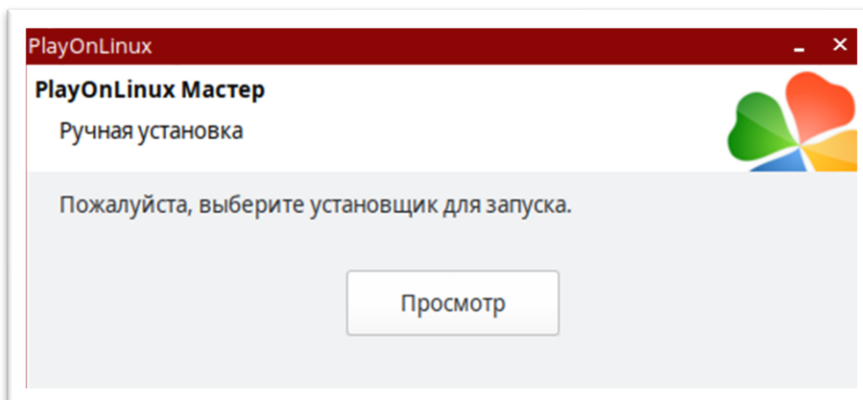 PlayOnLinux
PlayOnLinux Мастер
Ручная установка
Пожалуйста, выберите установщик для запуска.
Просмотр